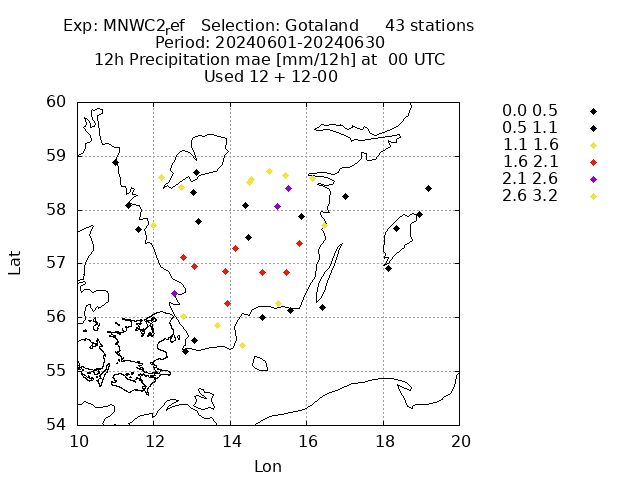 Exp: MNWC2ref   Selection: Gotaland     43 stations
Period: 20240601-20240630
12h Precipitation mae [mm/12h] at  00 UTC
Used 12 + 12-00
60
59
58
57
56
55
54
Lat
10 12 14 16 18 20
Lon
0.0 0.5
0.5 1.1
1.1 1.6
1.6 2.1
2.1 2.6
2.6 3.2